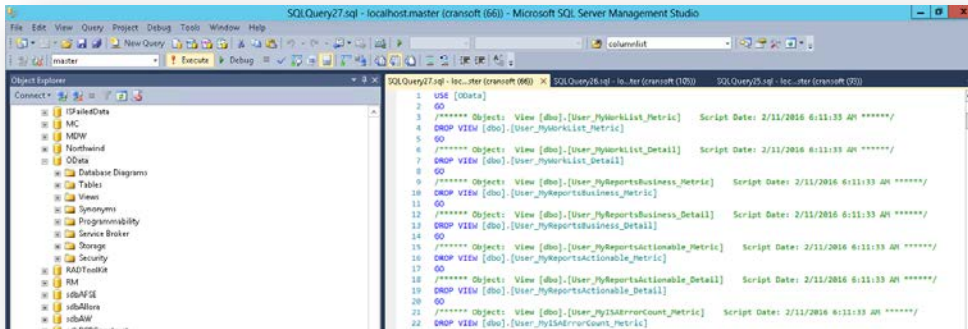 SQLQuery27.sql - localhost.master (cransoft (66)) - Microsoft SQL Server Management Studio
File Edit View Query Project Debug Tools Window Help
New Query columnlist
master Execute Debug
Object Explorer
Connect
ISFailedData
MC
MDW
Northwind
OData
Database Diagrams
Tables
Views
Synonyms
Programmability
Service Broker
Storage
Security
RADToolKit
RM
sdbAFSE
sdbAllora
sdbAW
SQLQuery27.sql - loc...ster (cransoft (66)) SQLQuery26.sql - lo...ter (cransoft (105)) SQLQuery25.sql - loc...ster (cransoft (93))
1 USE [OData]
2 GO
3 /****** Object: View [dbo].[User_MyWorkList_Metric] Script Date: 2/11/2016 6:11:33 AM ******/
4 DROP VIEW [dbo].[User_MyWorkList_Metric]
5 GO
6 /****** Object: View [dbo].[User_MyWorkList_Detail] Script Date: 2/11/2016 6:11:33 AM ******/
7 DROP VIEW [dbo].[User_MyWorkList_Detail]
8 GO
9 /****** Object: View [dbo].[User_MyReportsBusiness_Metric] Script Date: 2/11/2016 6:11:33 AM ******/
10 DROP VIEW [dbo].[User_MyReportsBusiness_Metric]
11 GO
12 /****** Object: View [dbo].[User_MyReportsBusiness_Detail] Script Date: 2/11/2016 6:11:33 AM ******/
13 DROP VIEW [dbo].[User_MyReportsBusiness_Detail]
14 GO
15 /****** Object: View [dbo].[User_MyReportsActionable_Metric] Script Date: 2/11/2016 6:11:33 AM ******/
16 DROP VIEW [dbo].[User_MyReportsActionable_Metric]
17 GO
18 /****** Object: View [dbo].[User_MyReportsActionable_Detail] Script Date: 2/11/2016 6:11:33 AM ******/
19 DROP VIEW [dbo].[User_MyReportsActionable_Detail]
20 GO
21 /****** Object: View [dbo].[User_MyISAErrorCount_Metric] Script Date: 2/11/2016 6:11:33 AM ******/
22 DROP VIEW [dbo].[User_MyISAErrorCount_Metric]